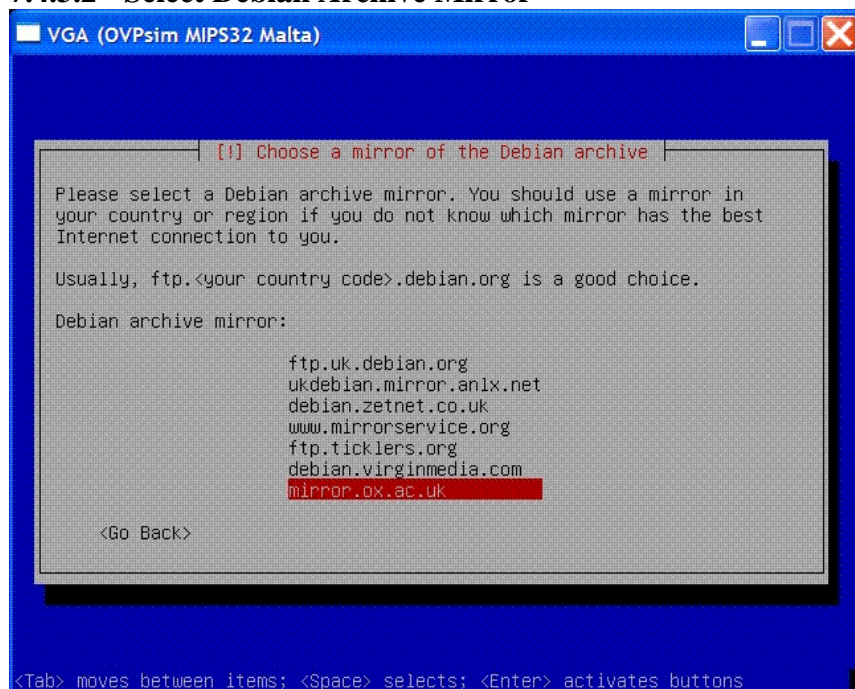 7.4.3.2 Select Debian Archive Mirror
VGA (OVPsim MIPS32 Malta)
[!] Choose a mirror of the Debian archive
Please select a Debian archive mirror. You should use a mirror in
your country or region if you do not know which mirror has the best
Internet connection to you.
Usually, ftp.<your country code>.debian.org is a good choice.
Debian archive mirror:
ftp.uk.debian.org
ukdebian.mirror.anlx.net
debian.zetnet.co.uk
www.mirrorservice.org
ftp.ticklers.org
debian.virginmedia.com
mirror.ox.ac.uk
<Go Back>
<Tab> moves between items; <Space> selects; <Enter> activates buttons